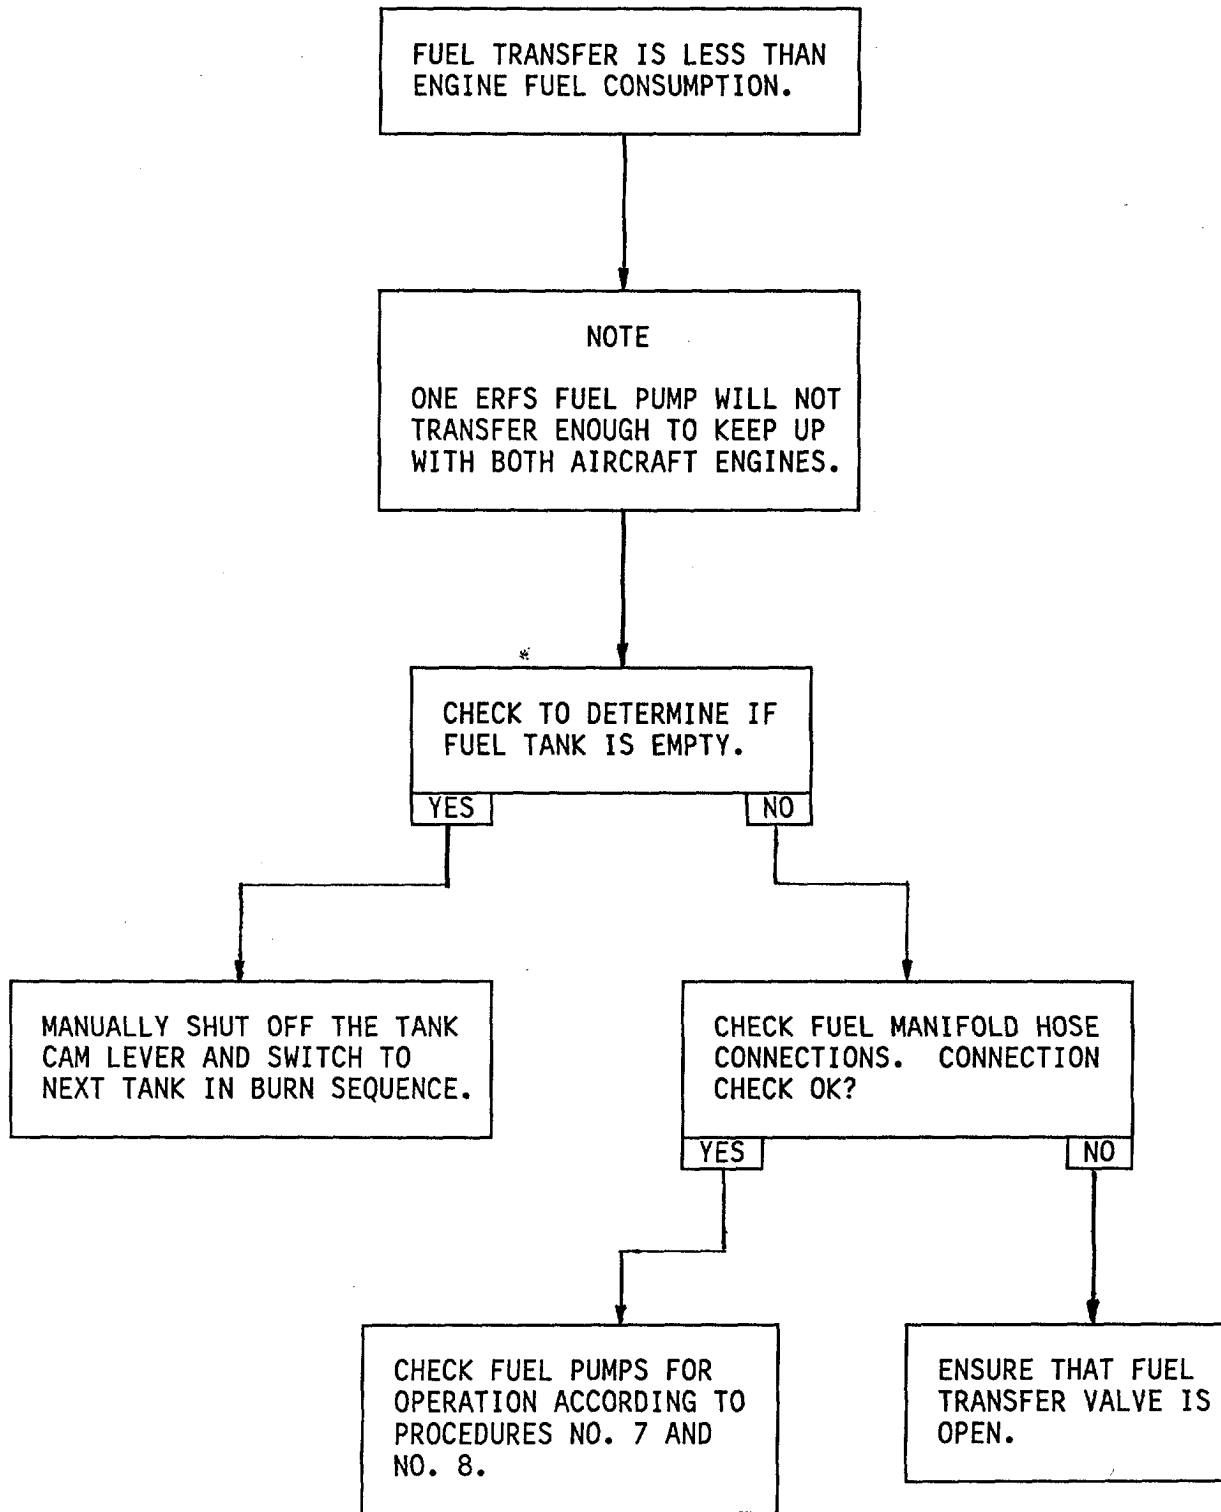 FUEL TRANSFER IS LESS THAN
ENGINE FUEL CONSUMPTION.
NOTE
ONE ERFS FUEL PUMP WILL NOT
TRANSFER ENOUGH TO KEEP UP
WITH BOTH AIRCRAFT ENGINES.
CHECK TO DETERMINE IF
FUEL TANK IS EMPTY.
YES
NO
MANUALLY SHUT OFF THE TANK
CAM LEVER AND SWITCH TO
NEXT TANK IN BURN SEQUENCE.
CHECK FUEL MANIFOLD HOSE
CONNECTIONS. CONNECTION
CHECK OK?
YES
NO
CHECK FUEL PUMPS FOR
OPERATION ACCORDING TO
PROCEDURES NO. 7 AND
NO. 8.
ENSURE THAT FUEL
TRANSFER VALVE IS
OPEN.